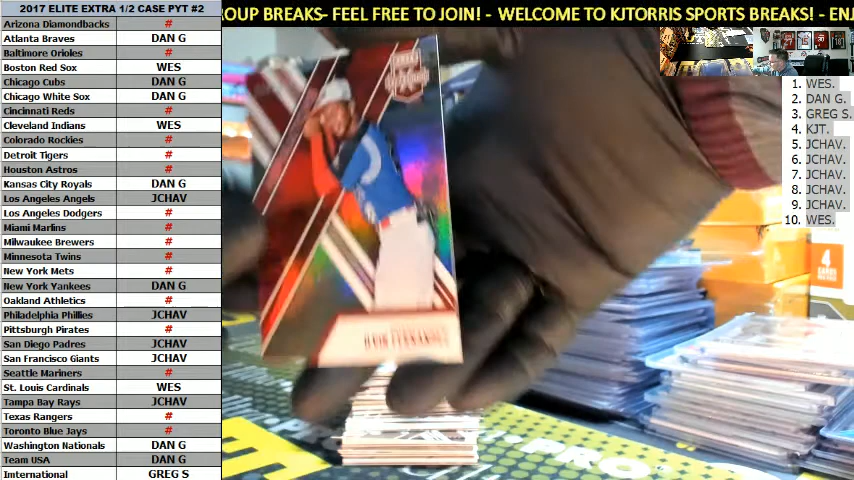 2017 ELITE EXTRA 1/2 CASE PYT #2
Arizona Diamondbacks #
Atlanta Braves DAN G
Baltimore Orioles #
Boston Red Sox WES
Chicago Cubs DAN G
Chicago White Sox DAN G
Cincinnati Reds #
Cleveland Indians WES
Colorado Rockies #
Detroit Tigers #
Houston Astros #
Kansas City Royals DAN G
Los Angeles Angels JCHAV
Los Angeles Dodgers #
Miami Marlins #
Milwaukee Brewers #
Minnesota Twins #
New York Mets #
New York Yankees DAN G
Oakland Athletics #
Philadelphia Phillies JCHAV
Pittsburgh Pirates #
San Diego Padres JCHAV
San Francisco Giants JCHAV
Seattle Mariners #
St. Louis Cardinals WES
Tampa Bay Rays JCHAV
Texas Rangers #
Toronto Blue Jays #
Washington Nationals DAN G
Team USA DAN G
International GREG S
OUP BREAKS- FEEL FREE TO JOIN! - WELCOME TO KJTORRIS SPORTS BREAKS! - ENJ
1. WES.
2. DAN G.
3. GREG S.
4. KJT.
5. JCHAV.
6. JCHAV.
7. JCHAV.
8. JCHAV.
9. JCHAV.
10. WES.
4
CARDS
PRO